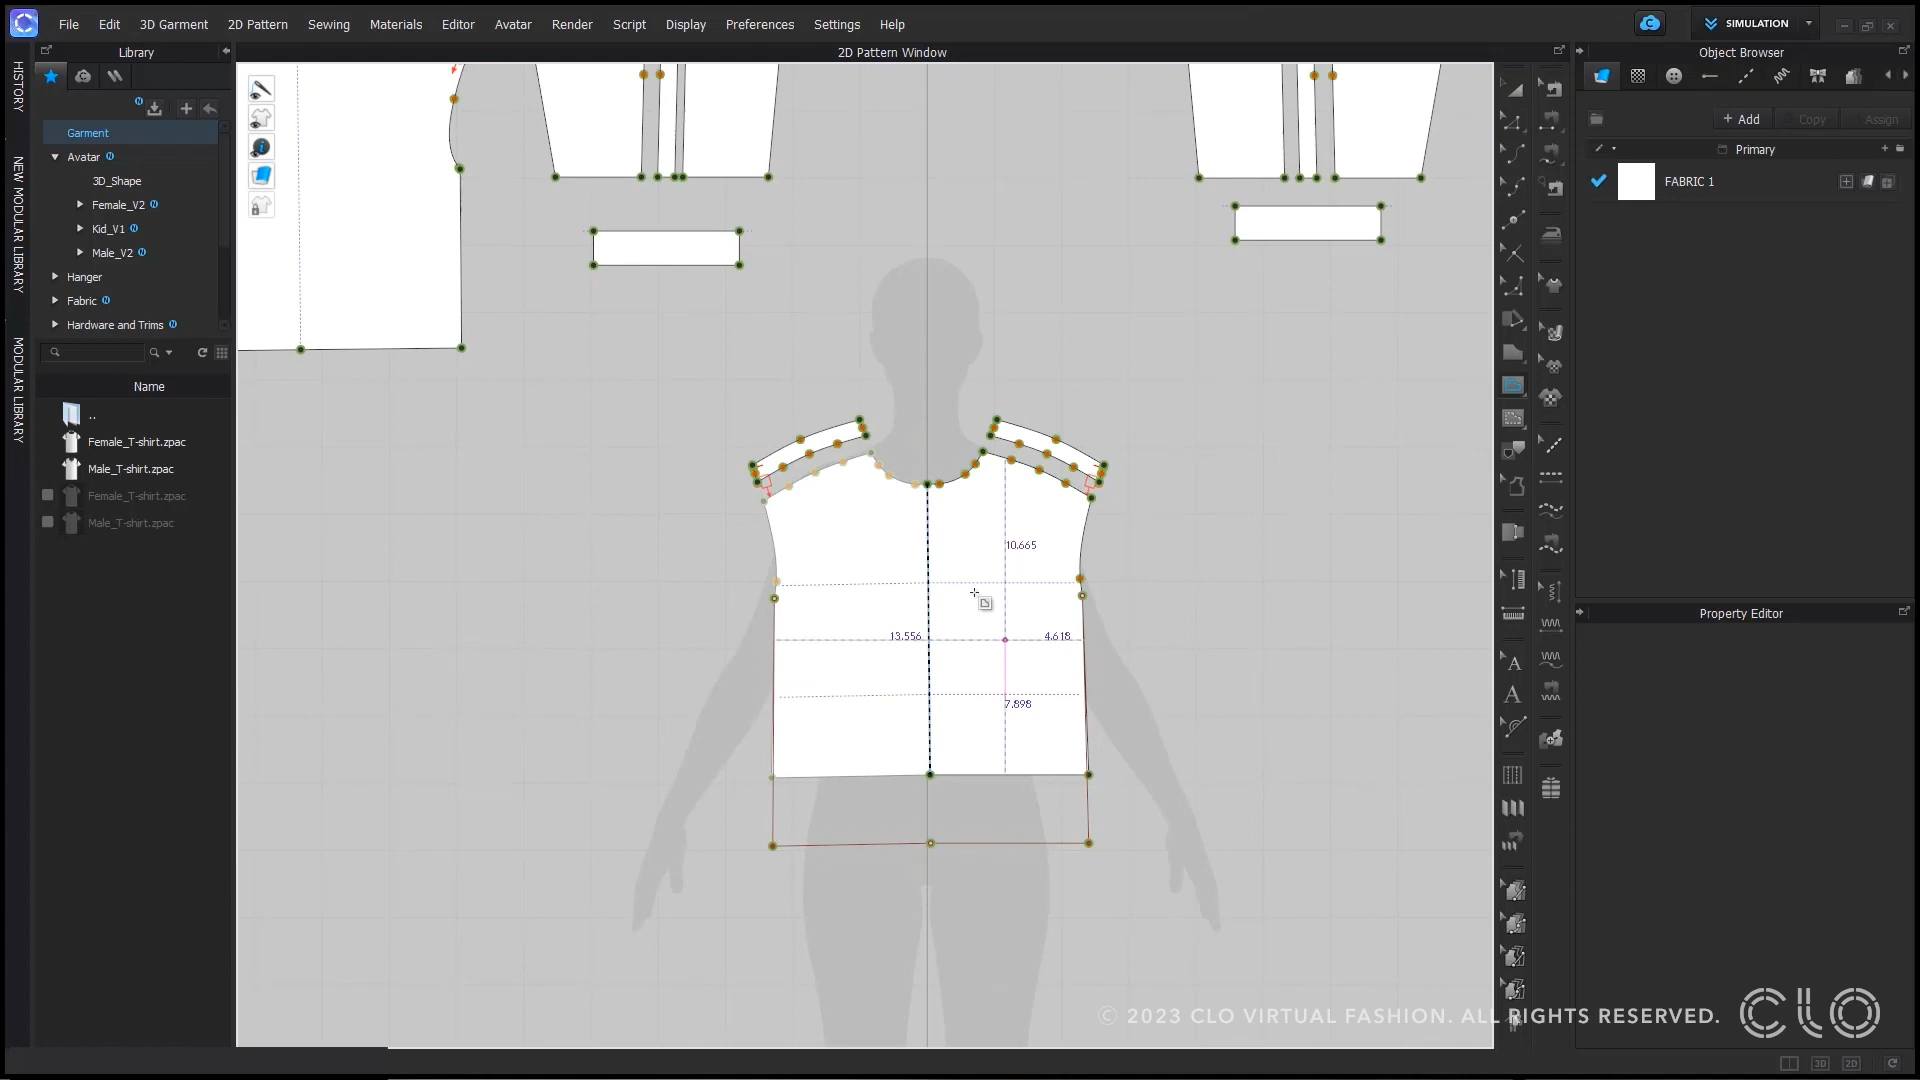 File Edit 3D Garment 2D Pattern Sewing Materials Editor Avatar Render Script Display Preferences Settings Help
SIMULATION
Library
2D Pattern Window
Object Browser
HISTORY
NEW MODULAR LIBRARY
MODULAR LIBRARY
Garment
Avatar
3D_Shape
Female_V2
Kid_V1
Male_V2
Hanger
Fabric
Hardware and Trims
Name
..
Female_T-shirt.zpac
Male_T-shirt.zpac
Female_T-shirt.zpac
Male_T-shirt.zpac
10.665
13.556
4.618
7.898
+ Add
Copy
Assign
Primary
FABRIC 1
Property Editor
© 2023 CLO VIRTUAL FASHION. ALL RIGHTS RESERVED.
CLO
3D 2D